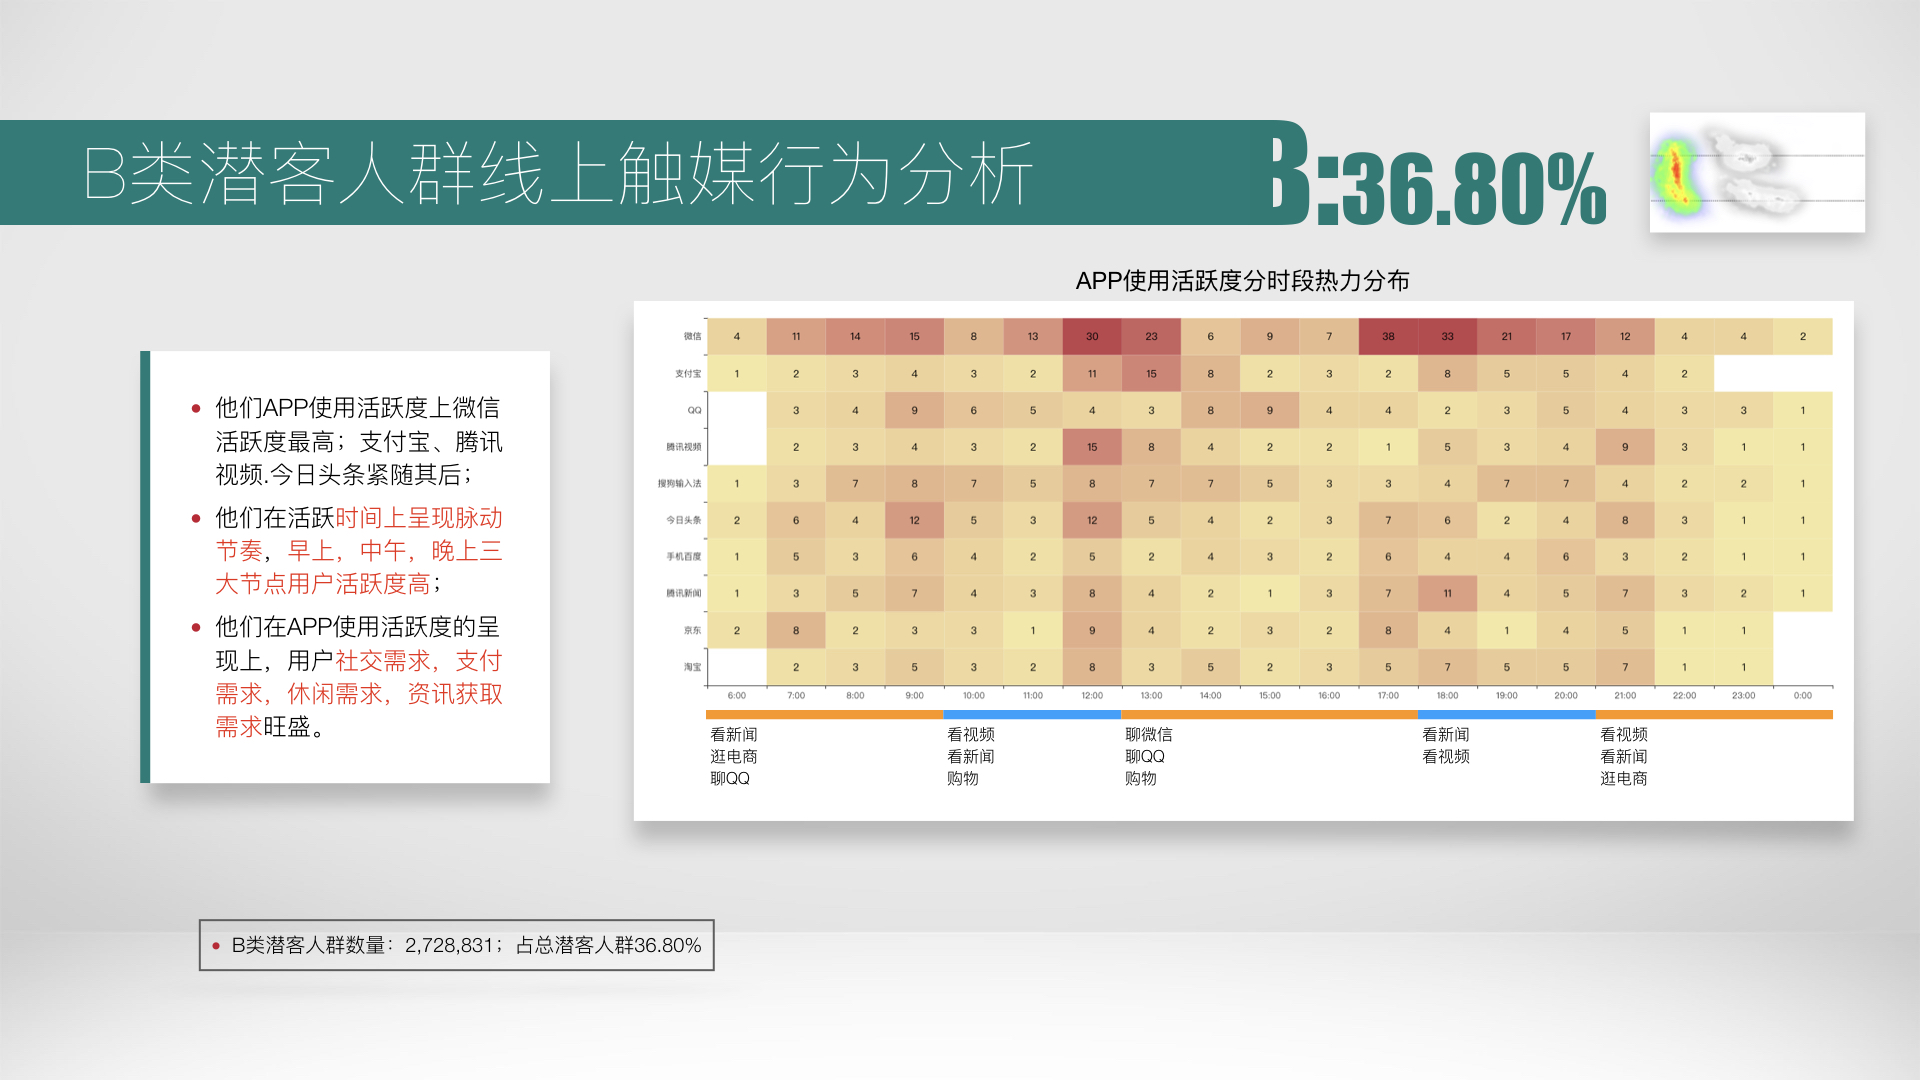 B类潜客人群线上触媒行为分析
B:36.80%
APP使用活跃度分时段热力分布
他们APP使用活跃度上微信
活跃度最高；支付宝、腾讯
视频.今日头条紧随其后；
他们在活跃时间上呈现脉动
节奏，早上，中午，晚上三
大节点用户活跃度高；
他们在APP使用活跃度的呈
现上，用户社交需求，支付
需求，休闲需求，资讯获取
需求旺盛。
微信 4 11 14 15 8 13 30 23 6 9 7 38 33 21 17 12 4 4 2
支付宝 1 2 3 4 3 2 11 15 8 2 3 2 8 5 5 4 2
QQ 3 4 9 6 5 4 3 8 9 4 4 2 3 5 4 3 3 1
腾讯视频 2 3 4 3 2 15 8 4 2 2 1 5 3 4 9 3 1 1
搜狗输入法 1 3 7 8 7 5 8 7 7 5 3 3 4 7 7 4 2 2 1
今日头条 2 6 4 12 5 3 12 5 4 2 3 7 6 2 4 8 3 1 1
手机百度 1 5 3 6 4 2 5 2 4 3 2 6 4 4 6 3 2 1 1
腾讯新闻 1 3 5 7 4 3 8 4 2 1 3 7 11 4 5 7 3 2 1
京东 2 8 2 3 3 1 9 4 2 3 2 8 4 1 4 5 1 1
淘宝 2 3 5 3 2 8 3 5 2 3 5 7 5 5 7 1 1
6:00 7:00 8:00 9:00 10:00 11:00 12:00 13:00 14:00 15:00 16:00 17:00 18:00 19:00 20:00 21:00 22:00 23:00 0:00
看新闻
逛电商
聊QQ
看视频
看新闻
购物
聊微信
聊QQ
购物
看新闻
看视频
看视频
看新闻
逛电商
B类潜客人群数量：2,728,831；占总潜客人群36.80%